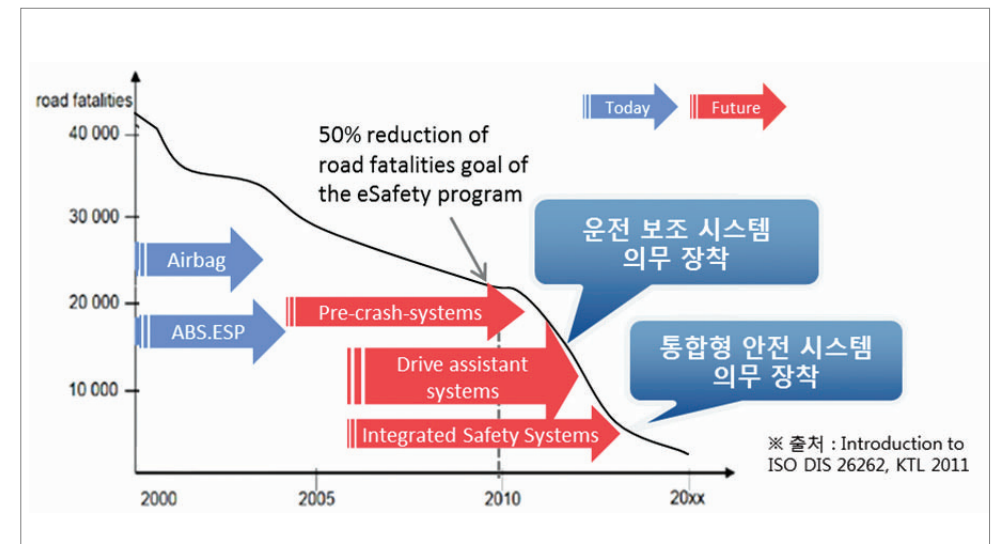 road fatalities
40 000
30 000
20 000
10 000
50% reduction of
road fatalities goal of
the eSafety program
Today
Future
운전 보조 시스템
의무 장착
Airbag
ABS.ESP
Pre-crash-systems
Drive assistant
systems
Integrated Safety Systems
통합형 안전 시스템
의무 장착
※ 출처 : Introduction to
ISO DIS 26262, KTL 2011
2000
2005
2010
20xx